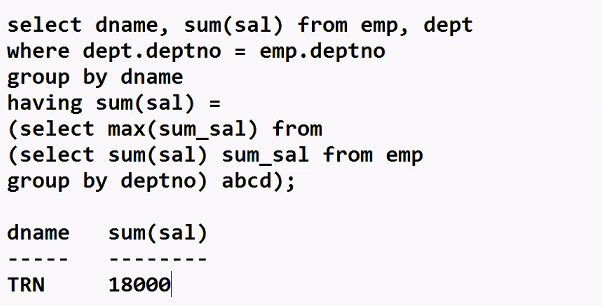 select dname, sum(sal) from emp, dept
where dept.deptno = emp.deptno
group by dname
having sum(sal) =
(select max(sum_sal) from
(select sum(sal) sum_sal from emp
group by deptno) abcd);
dname   sum(sal)
-----   --------
TRN     18000